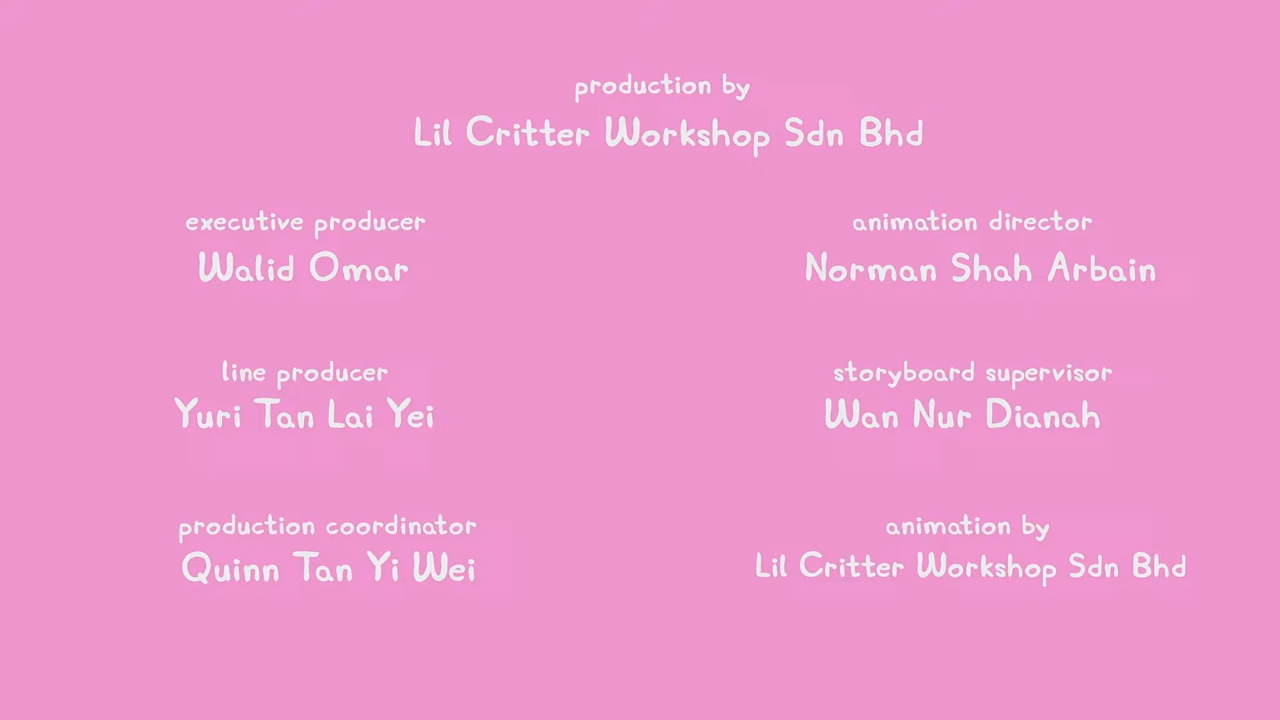 production by
Lil Critter Workshop Sdn Bhd
executive producer
Walid Omar
animation director
Norman Shah Arbain
line producer
Yuri Tan Lai Yei
storyboard supervisor
Wan Nur Dianah
production coordinator
Quinn Tan Yi Wei
animation by
Lil Critter Workshop Sdn Bhd